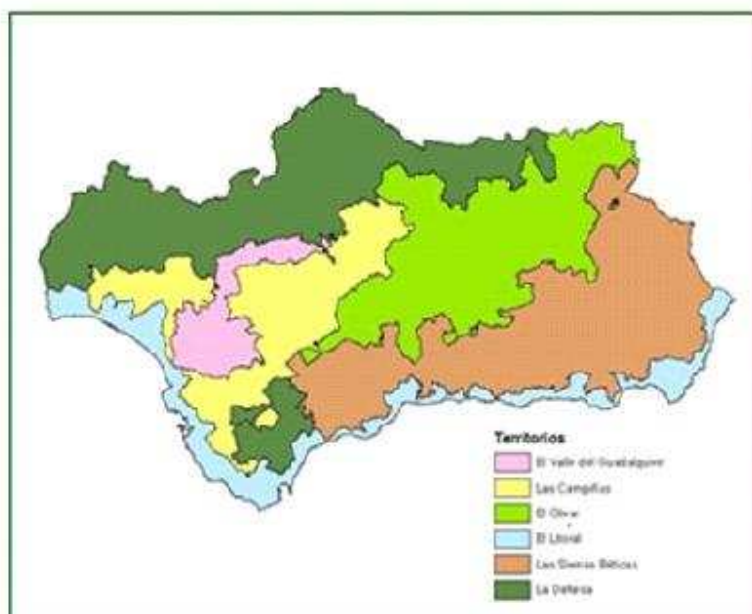 Territorios
El Valle del Guadalquivir
Las Campiñas
El Olivar
El Litoral
Las Sierras Béticas
La Dehesa